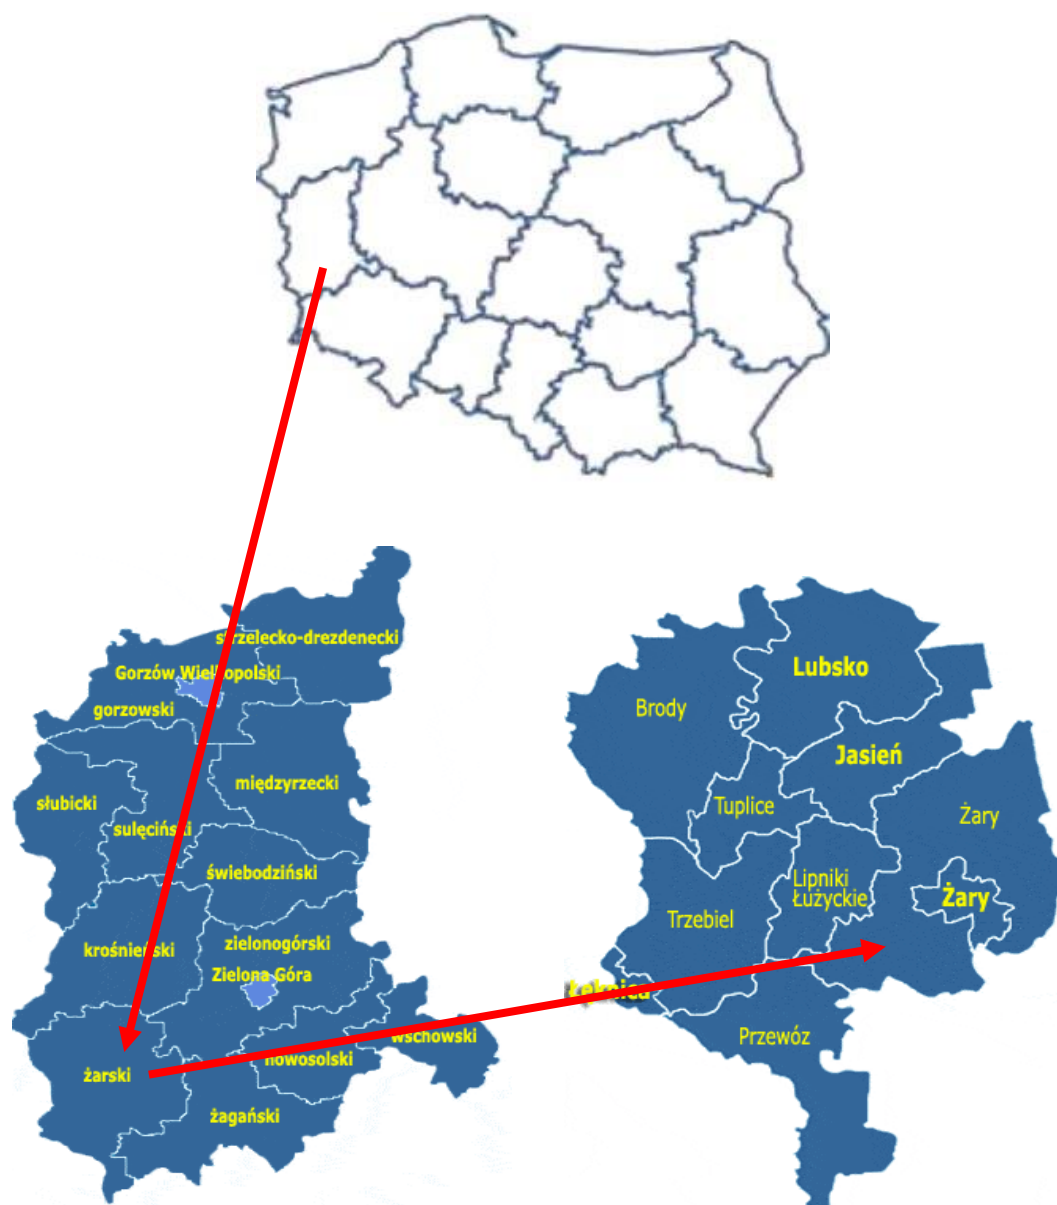 strzelecko-drezdenecki
Gorzów Wielkopolski
gorzowski
międzyrzecki
słubicki
sulęciński
świebodziński
krośnieński
zielonogórski
Zielona Góra
wschowski
nowosolski
żarski
żagański
Lubsko
Brody
Jasień
Tuplice
Żary
Lipniki
Łużyckie
Żary
Trzebiel
Łęknica
Przewóz